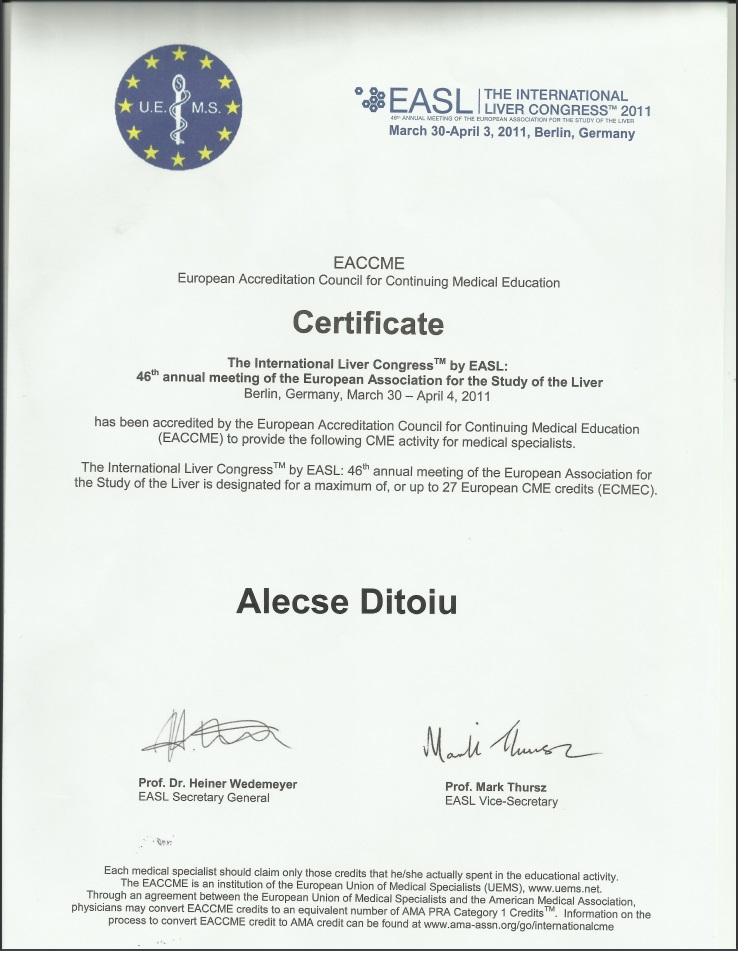 U.E. M.S.
EASL THE INTERNATIONAL
LIVER CONGRESS™ 2011
46th ANNUAL MEETING OF THE EUROPEAN ASSOCIATION FOR THE STUDY OF THE LIVER
March 30-April 3, 2011, Berlin, Germany
EACCME
European Accreditation Council for Continuing Medical Education
Certificate
The International Liver Congress™ by EASL:
46th annual meeting of the European Association for the Study of the Liver
Berlin, Germany, March 30 – April 4, 2011
has been accredited by the European Accreditation Council for Continuing Medical Education
(EACCME) to provide the following CME activity for medical specialists.
The International Liver Congress™ by EASL: 46th annual meeting of the European Association for
the Study of the Liver is designated for a maximum of, or up to 27 European CME credits (ECMEC).
Alecse Ditoiu
Mark Thursz
Prof. Dr. Heiner Wedemeyer
EASL Secretary General
Prof. Mark Thursz
EASL Vice-Secretary
Each medical specialist should claim only those credits that he/she actually spent in the educational activity.
The EACCME is an institution of the European Union of Medical Specialists (UEMS), www.uems.net.
Through an agreement between the European Union of Medical Specialists and the American Medical Association,
physicians may convert EACCME credits to an equivalent number of AMA PRA Category 1 Credits™. Information on the
process to convert EACCME credit to AMA credit can be found at www.ama-assn.org/go/internationalcme